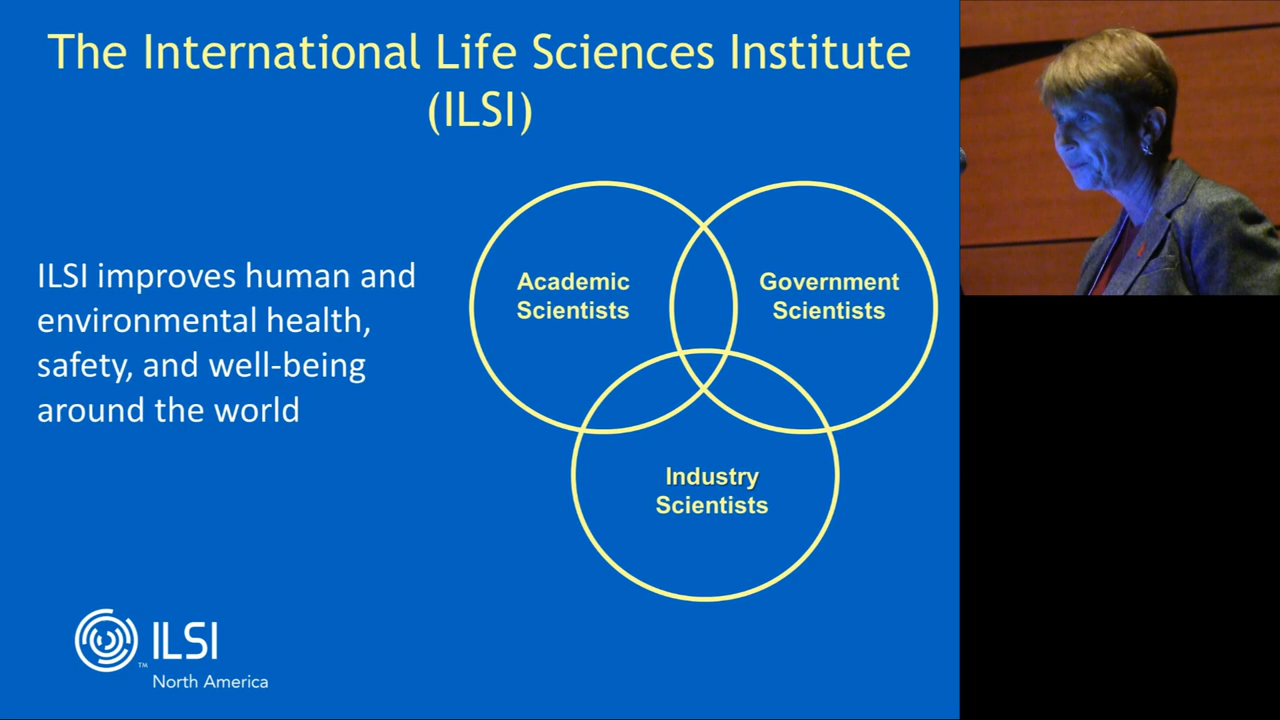 The International Life Sciences Institute
(ILSI)
ILSI improves human and
environmental health,
safety, and well-being
around the world
Academic
Scientists
Government
Scientists
Industry
Scientists
ILSI
TM
North America